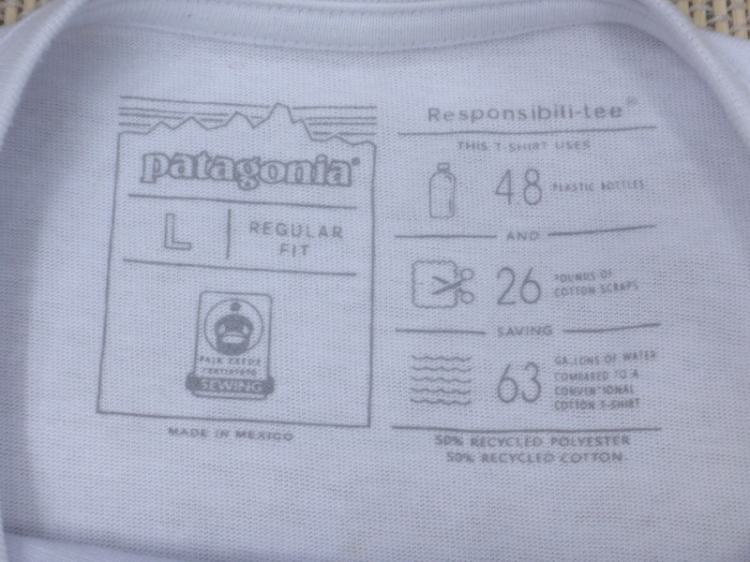 patagonia®
L
REGULAR
FIT
FAIR TRADE
CERTIFIED
SEWING
MADE IN MEXICO
Responsibili-tee®
THIS T-SHIRT USES
48 PLASTIC BOTTLES
AND
26 POUNDS OF
COTTON SCRAPS
SAVING
63 GALLONS OF WATER
COMPARED TO A
CONVENTIONAL
COTTON T-SHIRT
50% RECYCLED POLYESTER
50% RECYCLED COTTON